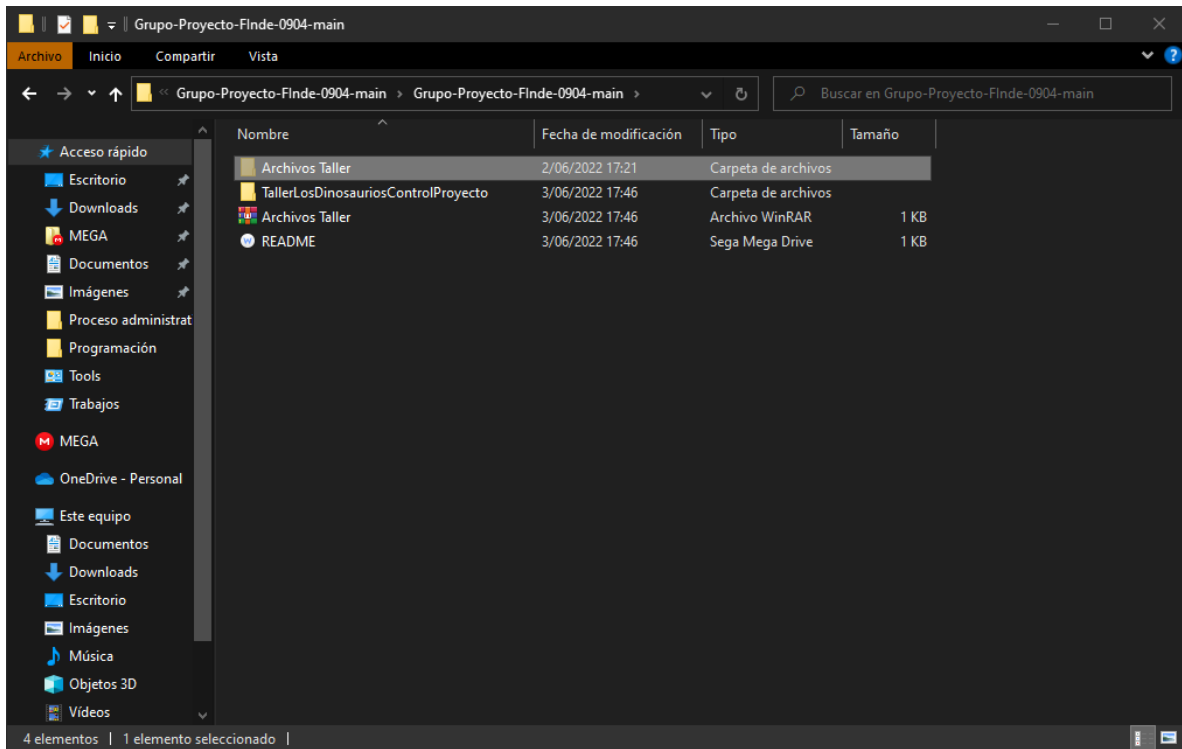 Grupo-Proyecto-FInde-0904-main
Archivo Inicio Compartir Vista
« Grupo-Proyecto-FInde-0904-main › Grupo-Proyecto-FInde-0904-main › Buscar en Grupo-Proyecto-FInde-0904-main
Nombre Fecha de modificación Tipo Tamaño
Acceso rápido
Escritorio
Downloads
MEGA
Documentos
Imágenes
Proceso administrat
Programación
Tools
Trabajos
MEGA
OneDrive - Personal
Este equipo
Documentos
Downloads
Escritorio
Imágenes
Música
Objetos 3D
Vídeos
Archivos Taller 2/06/2022 17:21 Carpeta de archivos
TallerLosDinosauriosControlProyecto 3/06/2022 17:46 Carpeta de archivos
Archivos Taller 3/06/2022 17:46 Archivo WinRAR 1 KB
README 3/06/2022 17:46 Sega Mega Drive 1 KB
4 elementos | 1 elemento seleccionado |